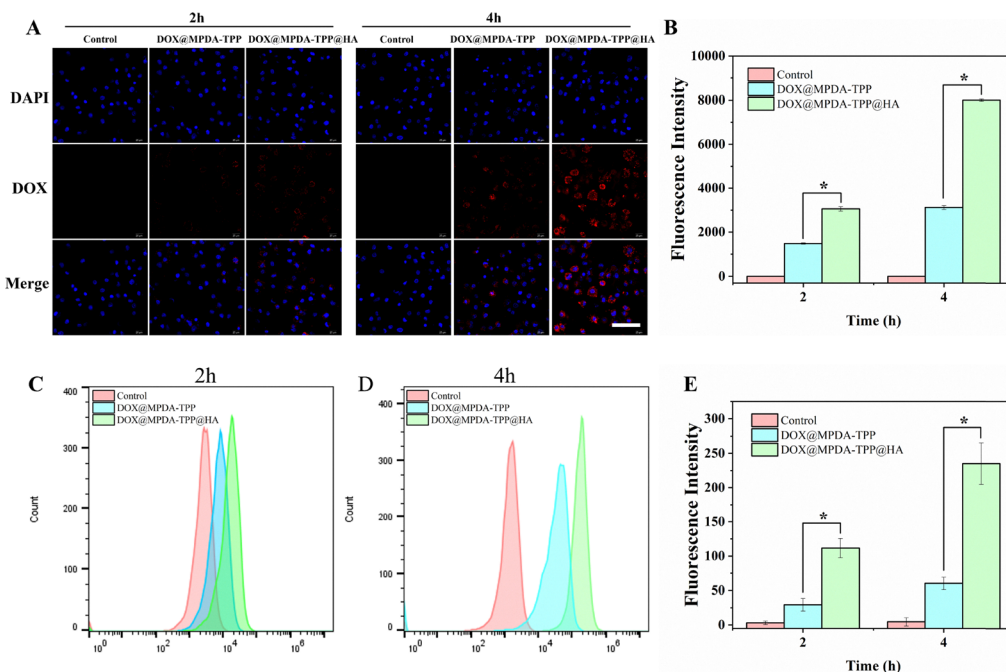 A
2h
4h
Control
DOX@MPDA-TPP
DOX@MPDA-TPP@HA
Control
DOX@MPDA-TPP
DOX@MPDA-TPP@HA
DAPI
DOX
Merge
B
Fluorescence Intensity
10000
8000
6000
3000
1500
0
Control
DOX@MPDA-TPP
DOX@MPDA-TPP@HA
*
*
2
4
Time (h)
C
2h
Count
400
300
200
100
0
Control
DOX@MPDA-TPP
DOX@MPDA-TPP@HA
10^0
10^2
10^4
10^6
D
4h
Count
400
300
200
100
0
Control
DOX@MPDA-TPP
DOX@MPDA-TPP@HA
10^0
10^2
10^4
10^6
E
Fluorescence Intensity
300
250
200
150
100
50
0
Control
DOX@MPDA-TPP
DOX@MPDA-TPP@HA
*
*
2
4
Time (h)